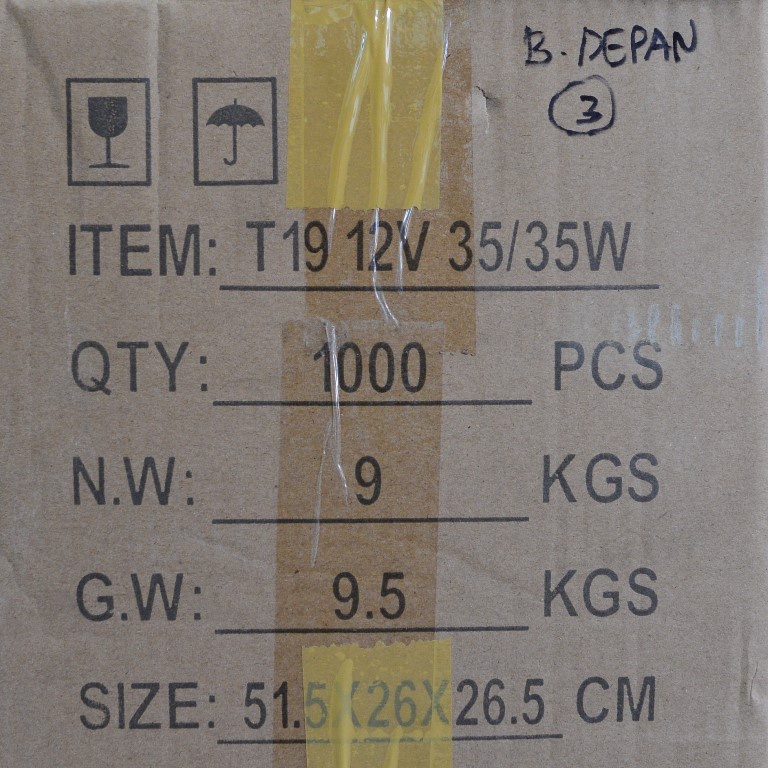 B. DEPAN
3
ITEM: T19 12V 35/35W
QTY: 1000 PCS
N.W: 9 KGS
G.W: 9.5 KGS
SIZE: 51.5X26X26.5 CM